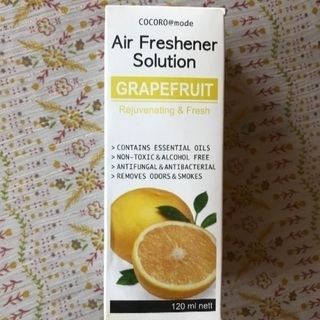 COCORO@mode
Air Freshener
Solution
GRAPEFRUIT
Rejuvenating & Fresh
> CONTAINS ESSENTIAL OILS
> NON-TOXIC & ALCOHOL FREE
> ANTIFUNGAL & ANTIBACTERIAL
> REMOVES ODORS & SMOKES
120 ml nett